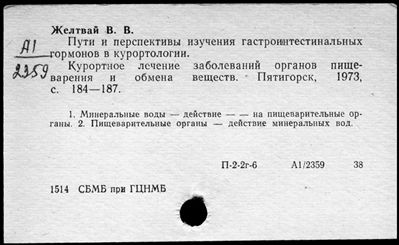 Желтвай В. В.
А1
Пути и перспективы изучения гастроинтестинальных
гормонов в курортологии.
2359
Курортное лечение заболеваний органов пище-
варения и обмена веществ. Пятигорск, 1973,
с. 184—187.
1. Минеральные воды — действие — — на пищеварительные ор-
ганы. 2. Пищеварительные органы — действие минеральных вод.
П-2-2г-6 А1/2359 38
1514 СБМБ при ГЦНМБ